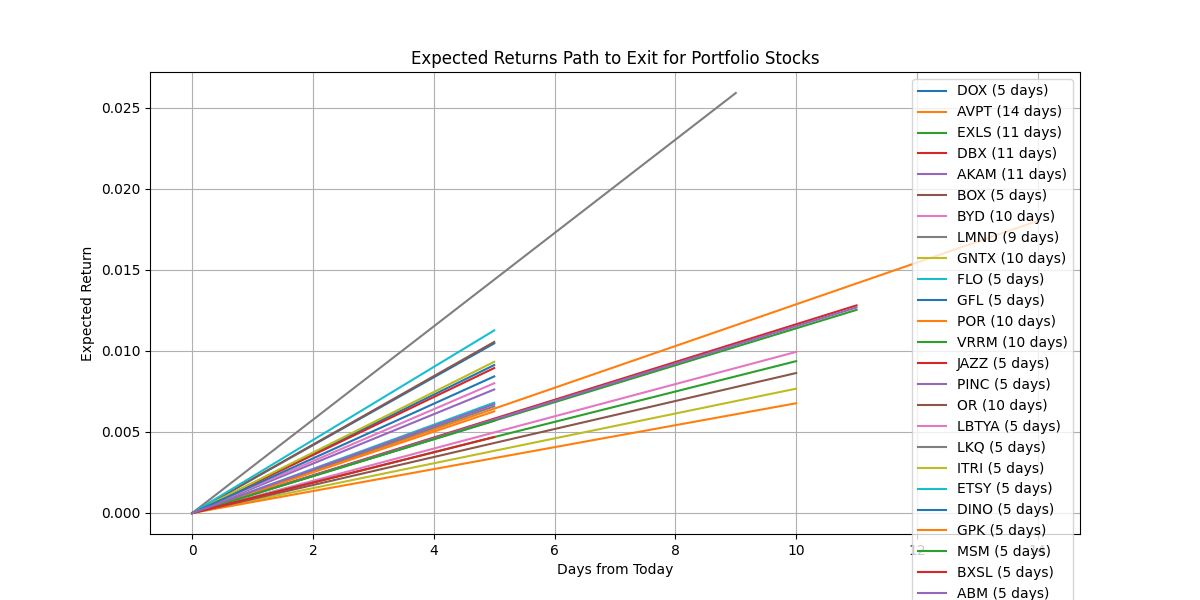 Expected Returns Path to Exit for Portfolio Stocks
Expected Return
0.025
0.020
0.015
0.010
0.005
0.000
0 2 4 6 8 10 12
Days from Today
DOX (5 days)
AVPT (14 days)
EXLS (11 days)
DBX (11 days)
AKAM (11 days)
BOX (5 days)
BYD (10 days)
LMND (9 days)
GNTX (10 days)
FLO (5 days)
GFL (5 days)
POR (10 days)
VRRM (10 days)
JAZZ (5 days)
PINC (5 days)
OR (10 days)
LBTYA (5 days)
LKQ (5 days)
ITRI (5 days)
ETSY (5 days)
DINO (5 days)
GPK (5 days)
MSM (5 days)
BXSL (5 days)
ABM (5 days)